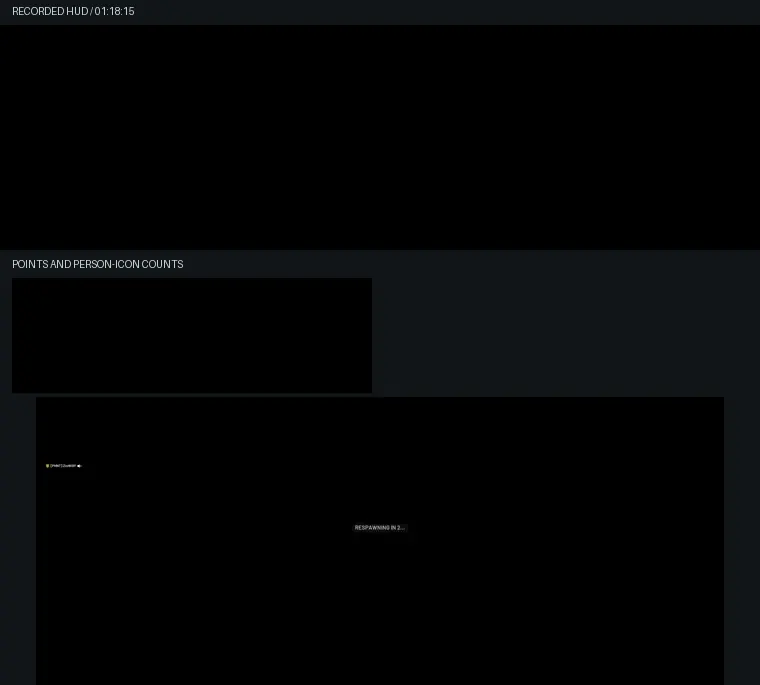 RECORDED HUD / 01:18:15
POINTS AND PERSON-ICON COUNTS
RESPAWNING IN 2...